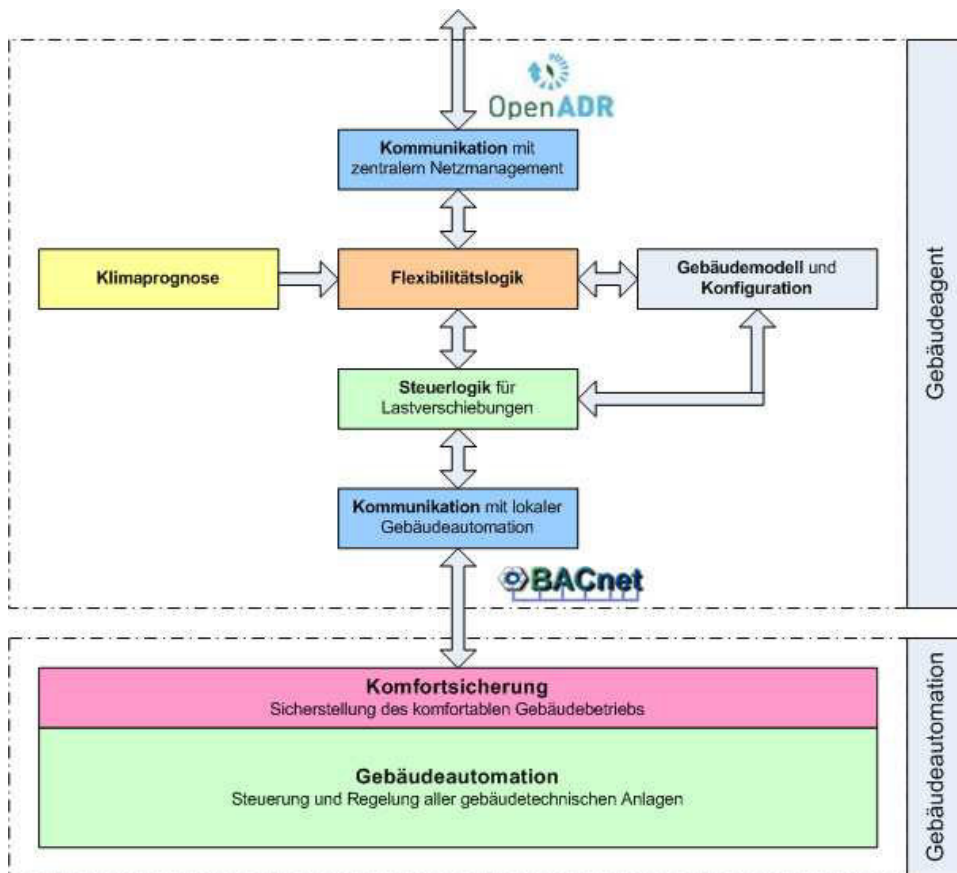 OpenADR
Kommunikation mit
zentralem Netzmanagement
Klimaprognose
Flexibilitätslogik
Gebäudemodell und
Konfiguration
Steuerlogik für
Lastverschiebungen
Kommunikation mit lokaler
Gebäudeautomation
BACnet
Gebäudeagent
Komfortsicherung
Sicherstellung des komfortablen Gebäudebetriebs
Gebäudeautomation
Steuerung und Regelung aller gebäudetechnischen Anlagen
Gebäudeautomation